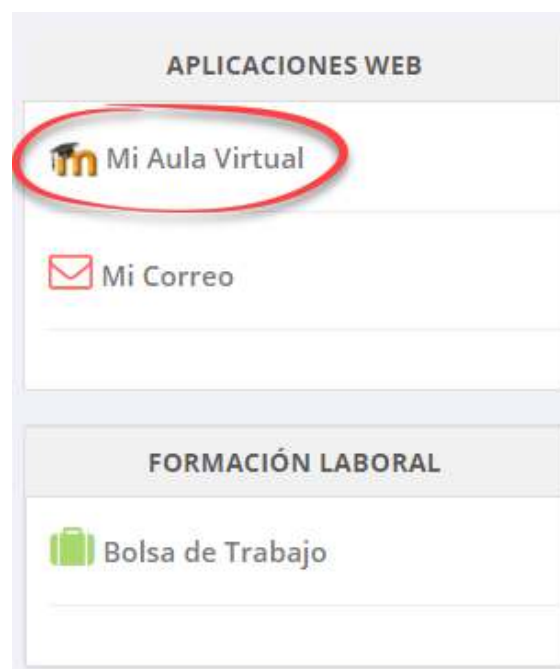 APLICACIONES WEB
Mi Aula Virtual
Mi Correo
FORMACIÓN LABORAL
Bolsa de Trabajo